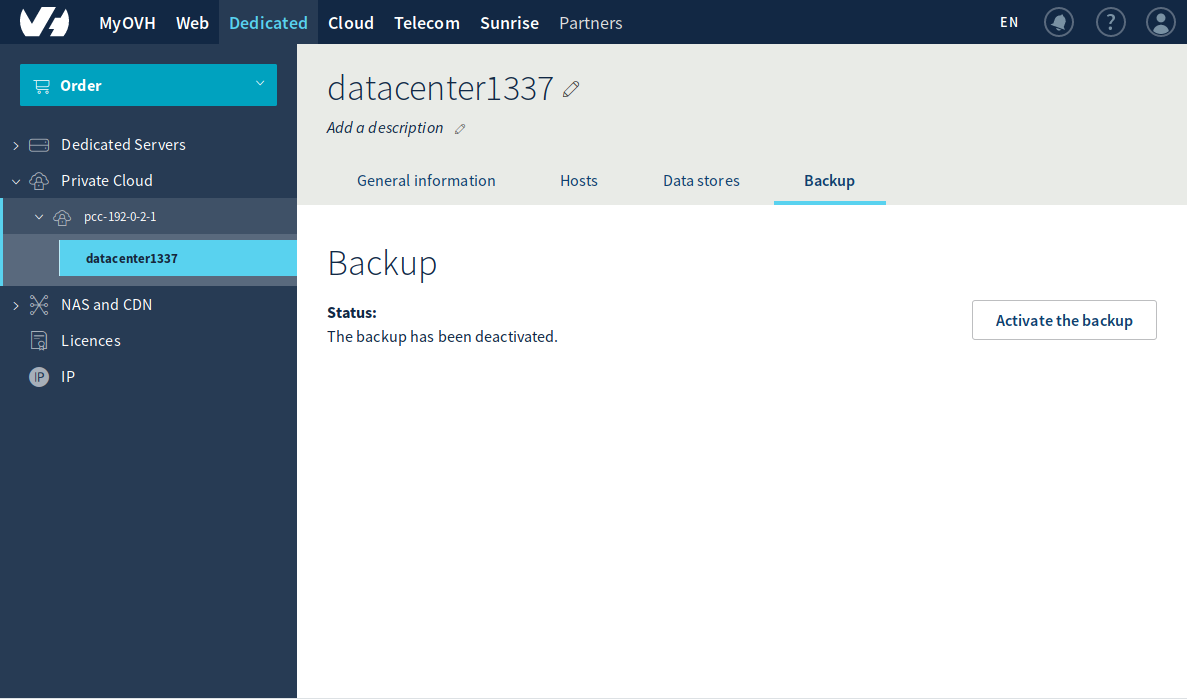 MyOVH Web Dedicated Cloud Telecom Sunrise Partners EN ?
Order
Dedicated Servers
Private Cloud
pcc-192-0-2-1
datacenter1337
NAS and CDN
Licences
IP IP
datacenter1337
Add a description
General information Hosts Data stores Backup
Backup
Status:
The backup has been deactivated.
Activate the backup